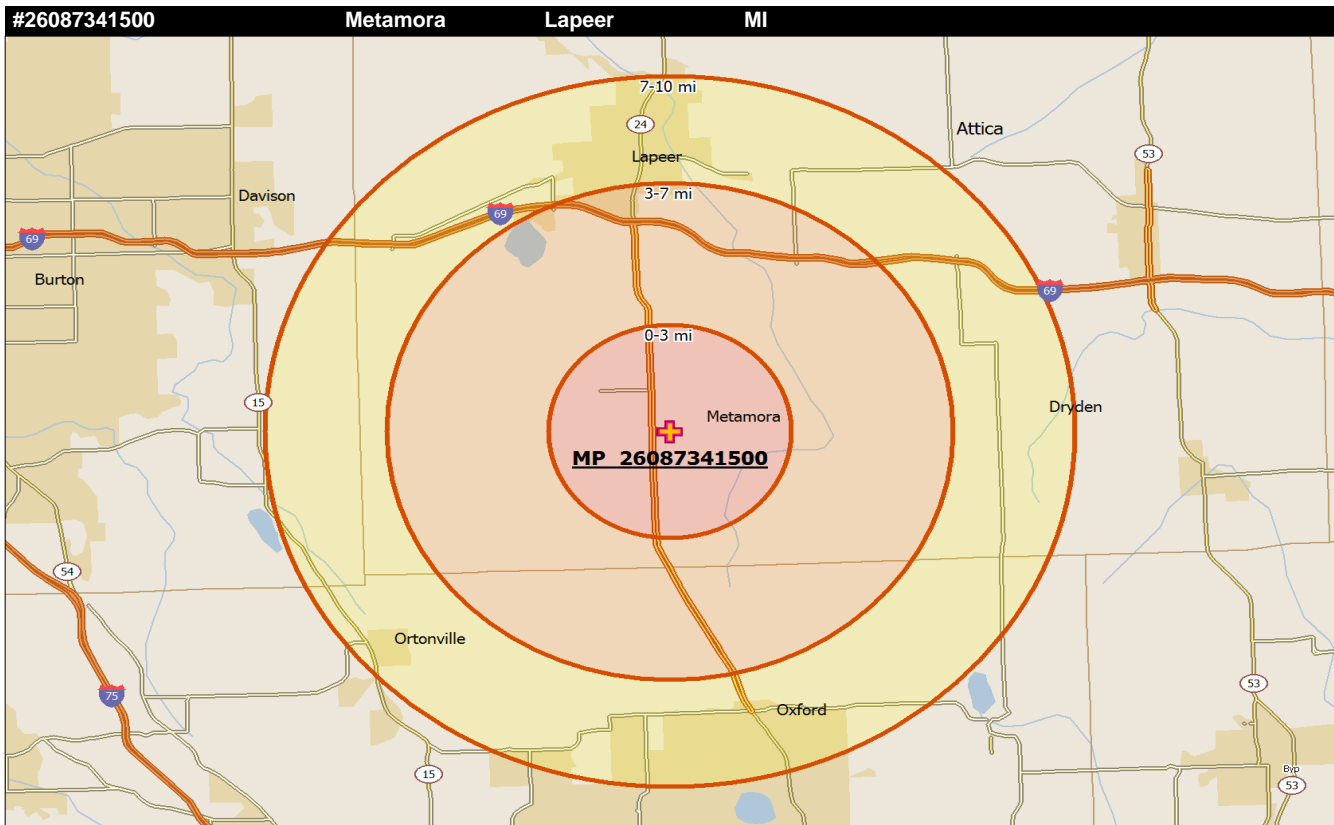 #26087341500 Metamora Lapeer MI
7-10 mi
24
Attica
Lapeer
53
3-7 mi
Davison
69
69
Burton
69
0-3 mi
15
Dryden
Metamora
MP 26087341500
54
Ortonville
53
75
Oxford
15
Byp
53